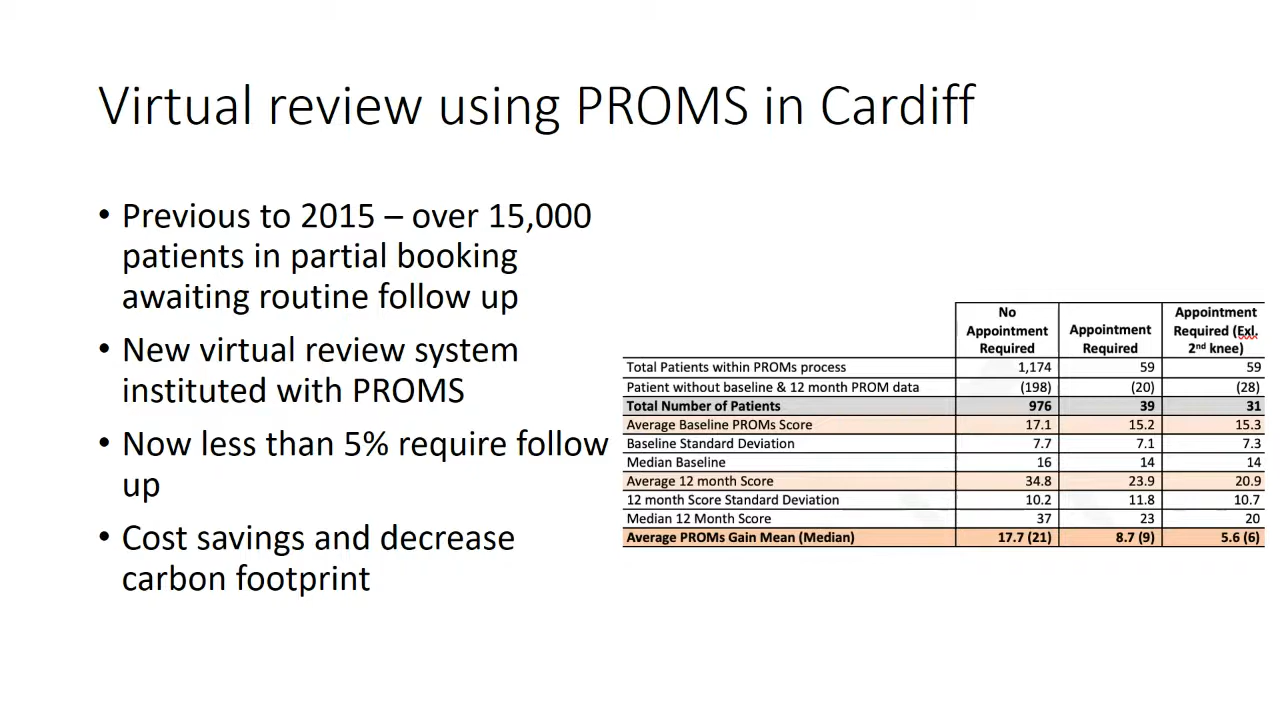 Virtual review using PROMS in Cardiff
• Previous to 2015 – over 15,000
patients in partial booking
awaiting routine follow up
• New virtual review system
instituted with PROMS
• Now less than 5% require follow
up
• Cost savings and decrease
carbon footprint
No Appointment Required | Appointment Required | Appointment Required (Exl. 2nd knee)
Total Patients within PROMs process 1,174 59 59
Patient without baseline & 12 month PROM data (198) (20) (28)
Total Number of Patients 976 39 31
Average Baseline PROMs Score 17.1 15.2 15.3
Baseline Standard Deviation 7.7 7.1 7.3
Median Baseline 16 14 14
Average 12 month Score 34.8 23.9 20.9
12 month Score Standard Deviation 10.2 11.8 10.7
Median 12 Month Score 37 23 20
Average PROMs Gain Mean (Median) 17.7 (21) 8.7 (9) 5.6 (6)